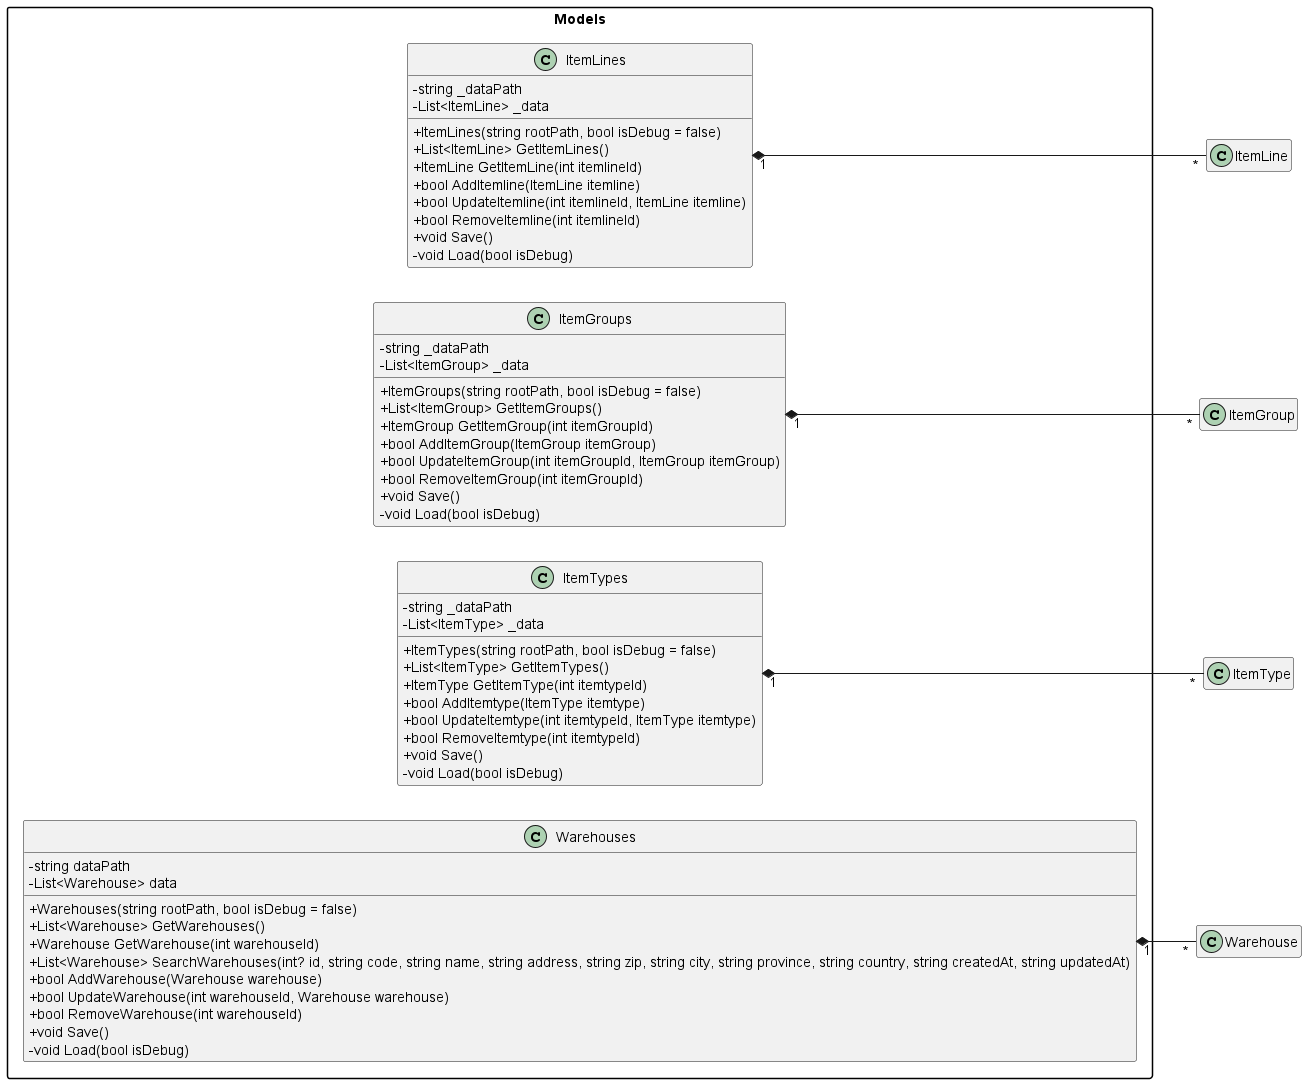 Models
C ItemLines
-string _dataPath
-List<ItemLine> _data
+ItemLines(string rootPath, bool isDebug = false)
+List<ItemLine> GetItemLines()
+ItemLine GetItemLine(int itemlineId)
+bool AddItemline(ItemLine itemline)
+bool UpdateItemline(int itemlineId, ItemLine itemline)
+bool RemoveItemline(int itemlineId)
+void Save()
-void Load(bool isDebug)
1
*
C ItemLine
C ItemGroups
-string _dataPath
-List<ItemGroup> _data
+ItemGroups(string rootPath, bool isDebug = false)
+List<ItemGroup> GetItemGroups()
+ItemGroup GetItemGroup(int itemGroupId)
+bool AddItemGroup(ItemGroup itemGroup)
+bool UpdateItemGroup(int itemGroupId, ItemGroup itemGroup)
+bool RemoveItemGroup(int itemGroupId)
+void Save()
-void Load(bool isDebug)
1
*
C ItemGroup
C ItemTypes
-string _dataPath
-List<ItemType> _data
+ItemTypes(string rootPath, bool isDebug = false)
+List<ItemType> GetItemTypes()
+ItemType GetItemType(int itemtypeId)
+bool AddItemtype(ItemType itemtype)
+bool UpdateItemtype(int itemtypeId, ItemType itemtype)
+bool RemoveItemtype(int itemtypeId)
+void Save()
-void Load(bool isDebug)
1
*
C ItemType
C Warehouses
-string dataPath
-List<Warehouse> data
+Warehouses(string rootPath, bool isDebug = false)
+List<Warehouse> GetWarehouses()
+Warehouse GetWarehouse(int warehouseId)
+List<Warehouse> SearchWarehouses(int? id, string code, string name, string address, string zip, string city, string province, string country, string createdAt, string updatedAt)
+bool AddWarehouse(Warehouse warehouse)
+bool UpdateWarehouse(int warehouseId, Warehouse warehouse)
+bool RemoveWarehouse(int warehouseId)
+void Save()
-void Load(bool isDebug)
1
*
C Warehouse